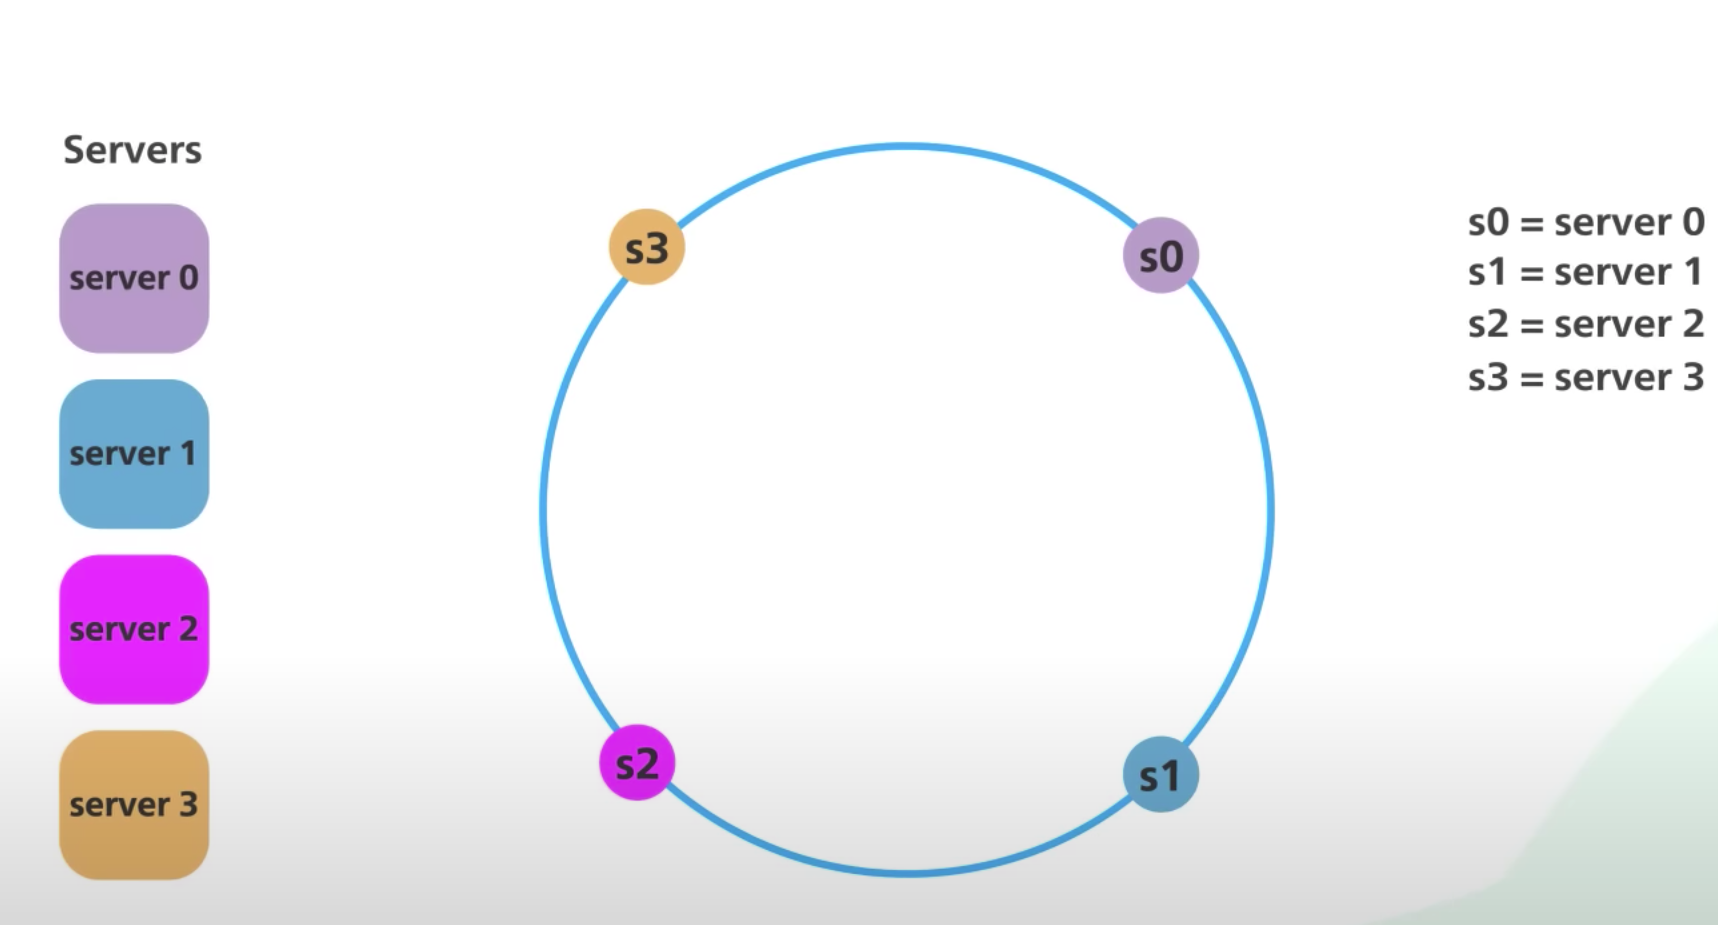 Servers
server 0
server 1
server 2
server 3
s3
s0
s2
s1
s0 = server 0
s1 = server 1
s2 = server 2
s3 = server 3